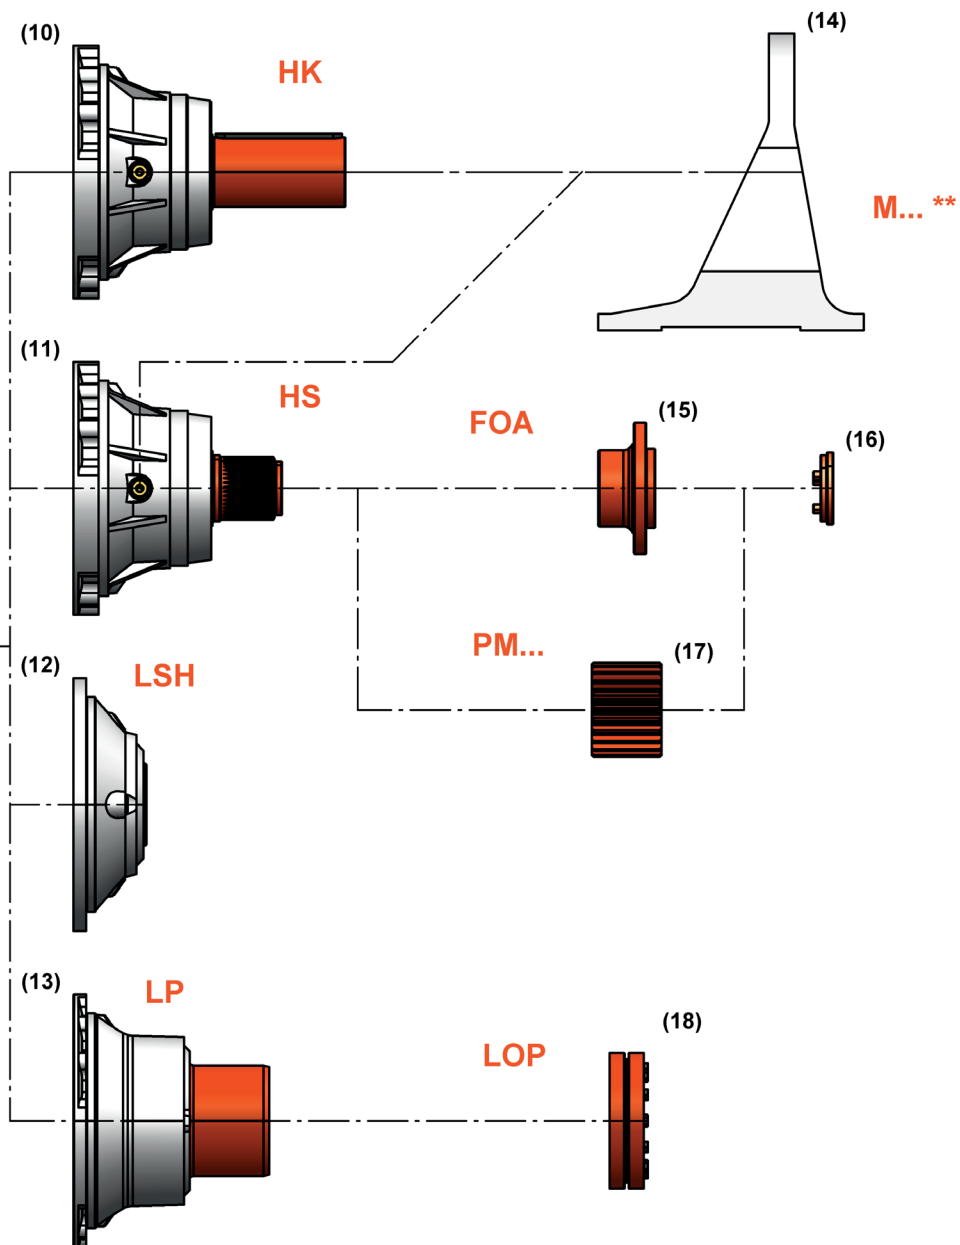 (10)
HK
(14)
M... **
(11)
HS
FOA
(15)
(16)
(12)
LSH
PM...
(17)
(13)
LP
LOP
(18)